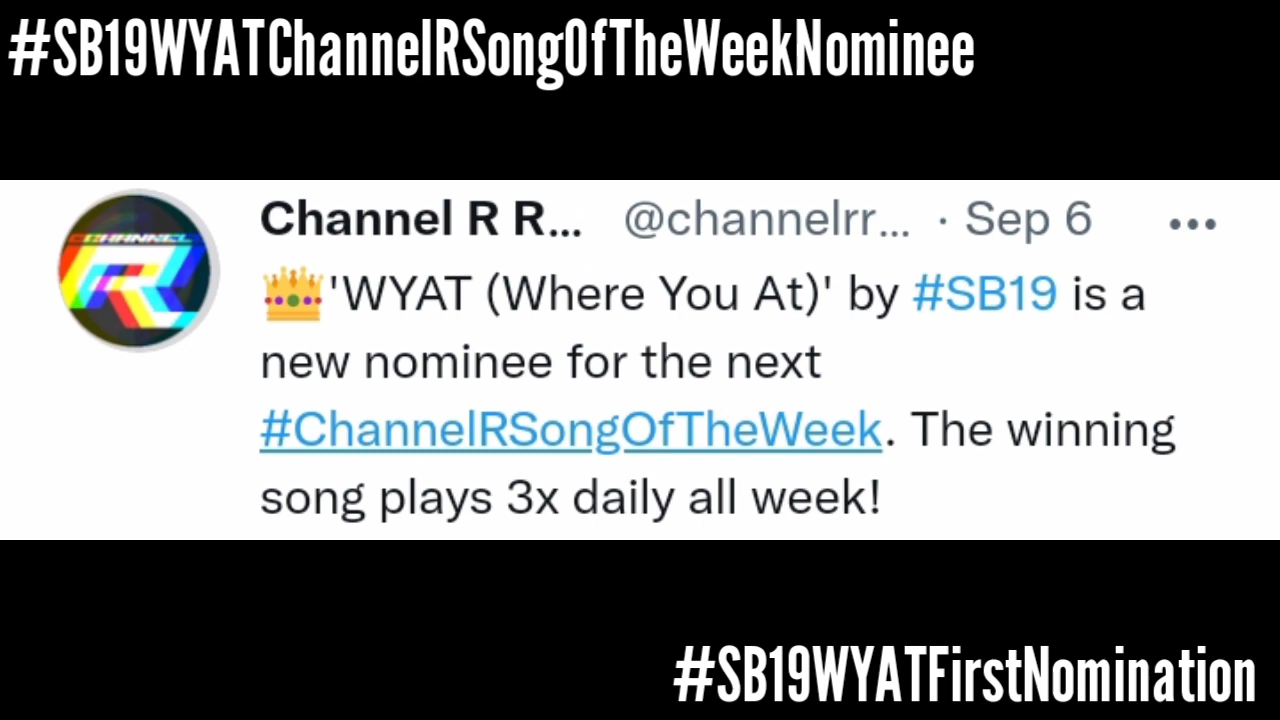 #SB19WYATChannelRSongOfTheWeekNominee
CHANNEL
Channel R R... @channelrr... · Sep 6 •••
👑'WYAT (Where You At)' by #SB19 is a
new nominee for the next
#ChannelRSongOfTheWeek. The winning
song plays 3x daily all week!
#SB19WYATFirstNomination